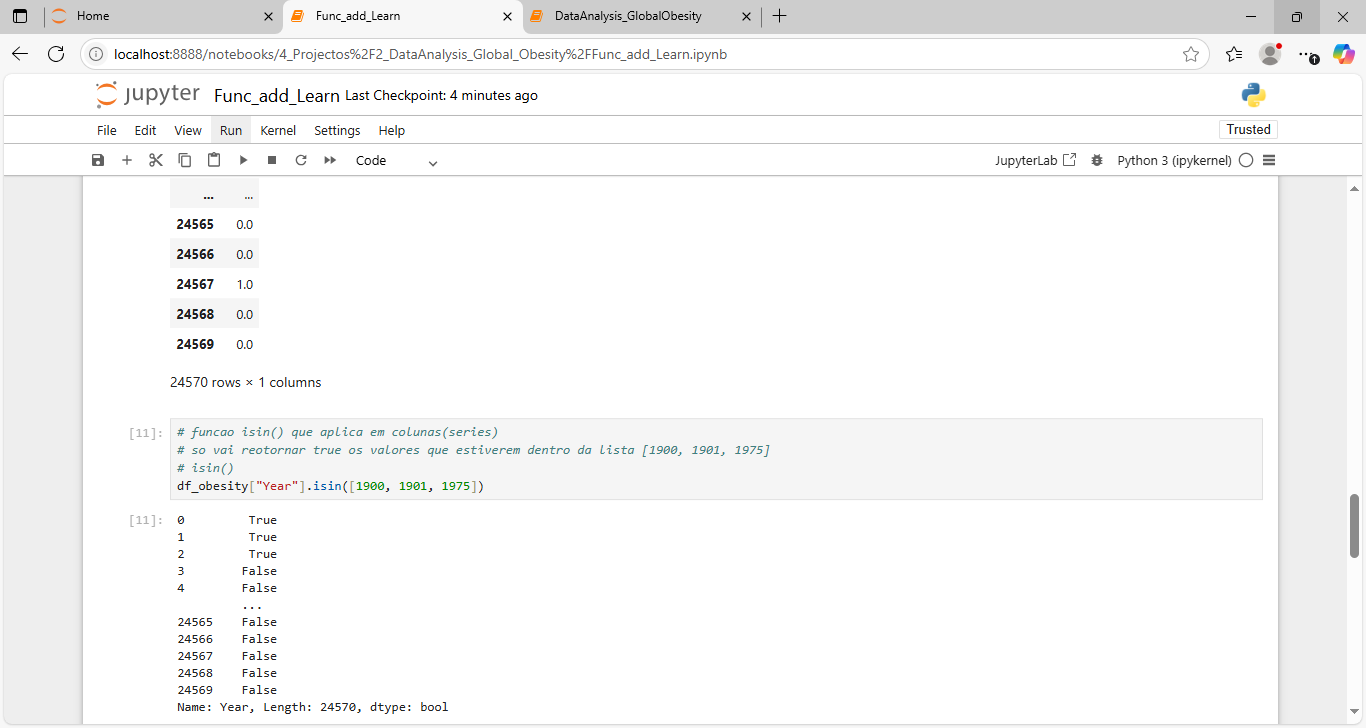 Home
Func_add_Learn
DataAnalysis_GlobalObesity
localhost:8888/notebooks/4_Projectos%2F2_DataAnalysis_Global_Obesity%2FFunc_add_Learn.ipynb
jupyter Func_add_Learn Last Checkpoint: 4 minutes ago
File Edit View Run Kernel Settings Help
Trusted
Code
JupyterLab
Python 3 (ipykernel)
... ...
24565 0.0
24566 0.0
24567 1.0
24568 0.0
24569 0.0
24570 rows × 1 columns
[11]: # funcao isin() que aplica em colunas(series)
# so vai reotornar true os valores que estiverem dentro da lista [1900, 1901, 1975]
# isin()
df_obesity["Year"].isin([1900, 1901, 1975])
[11]: 0 True
1 True
2 True
3 False
4 False
...
24565 False
24566 False
24567 False
24568 False
24569 False
Name: Year, Length: 24570, dtype: bool